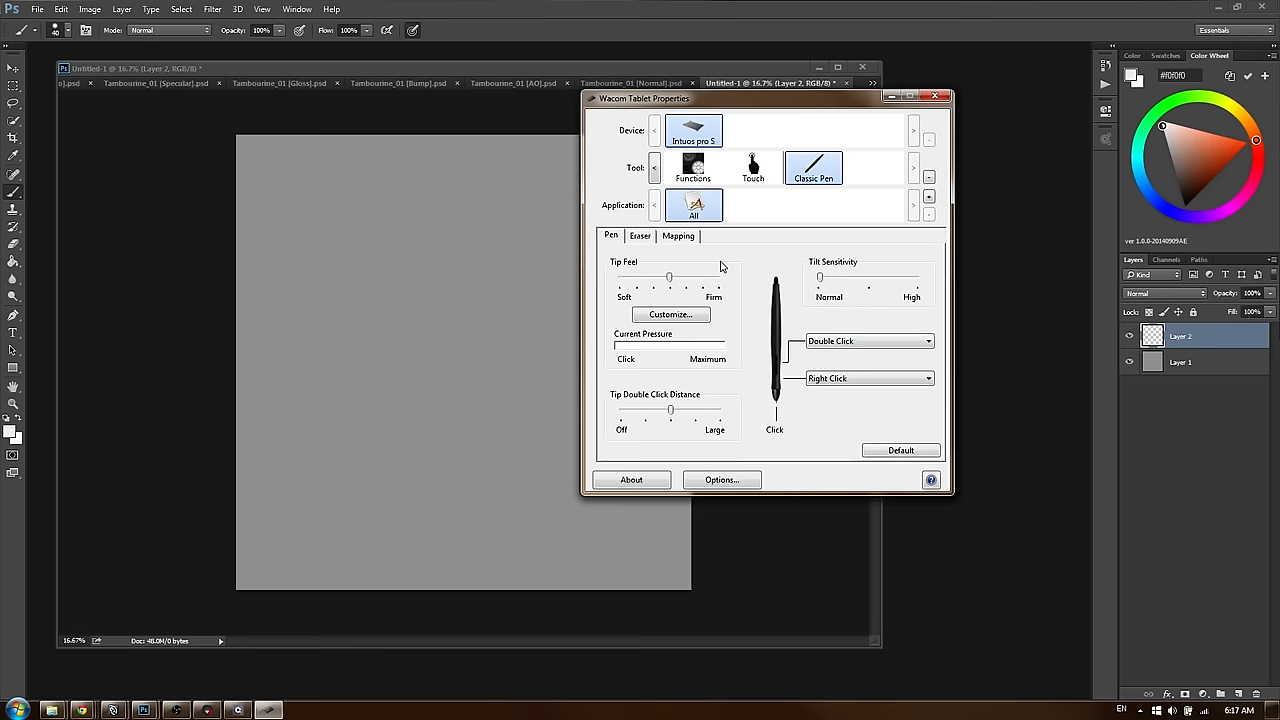 Ps File Edit Image Layer Type Select Filter 3D View Window Help
40 Mode: Normal Opacity: 100% Flow: 100% Essentials
Untitled-1 @ 16.7% (Layer 2, RGB/8) *
o].psd × Tambourine_01 [Specular].psd × Tambourine_01 [Gloss].psd × Tambourine_01 [Bump].psd × Tambourine_01 [AO].psd × Tambourine_01 [Normal].psd × Untitled-1 @ 16.7% (Layer 2, RGB/8) * ×
Wacom Tablet Properties
Device: Intuos pro S
Tool: Functions Touch Classic Pen
Application: All
Pen Eraser Mapping
Tip Feel
Soft Firm
Customize...
Current Pressure
Click Maximum
Tip Double Click Distance
Off Large
Tilt Sensitivity
Normal High
Double Click
Right Click
Click
Default
About Options... ?
Color Swatches Color Wheel
#f0f0f0
ver 1.0.0-20140909AE
Layers Channels Paths
Kind
Normal Opacity: 100%
Lock: Fill: 100%
Layer 2
Layer 1
16.67% Doc: 48.0M/0 bytes
EN 6:17 AM